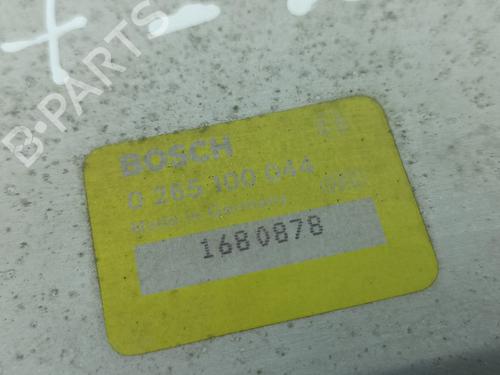 B-PARTS
BOSCH
0 265 100 044
Made in Germany
1680878